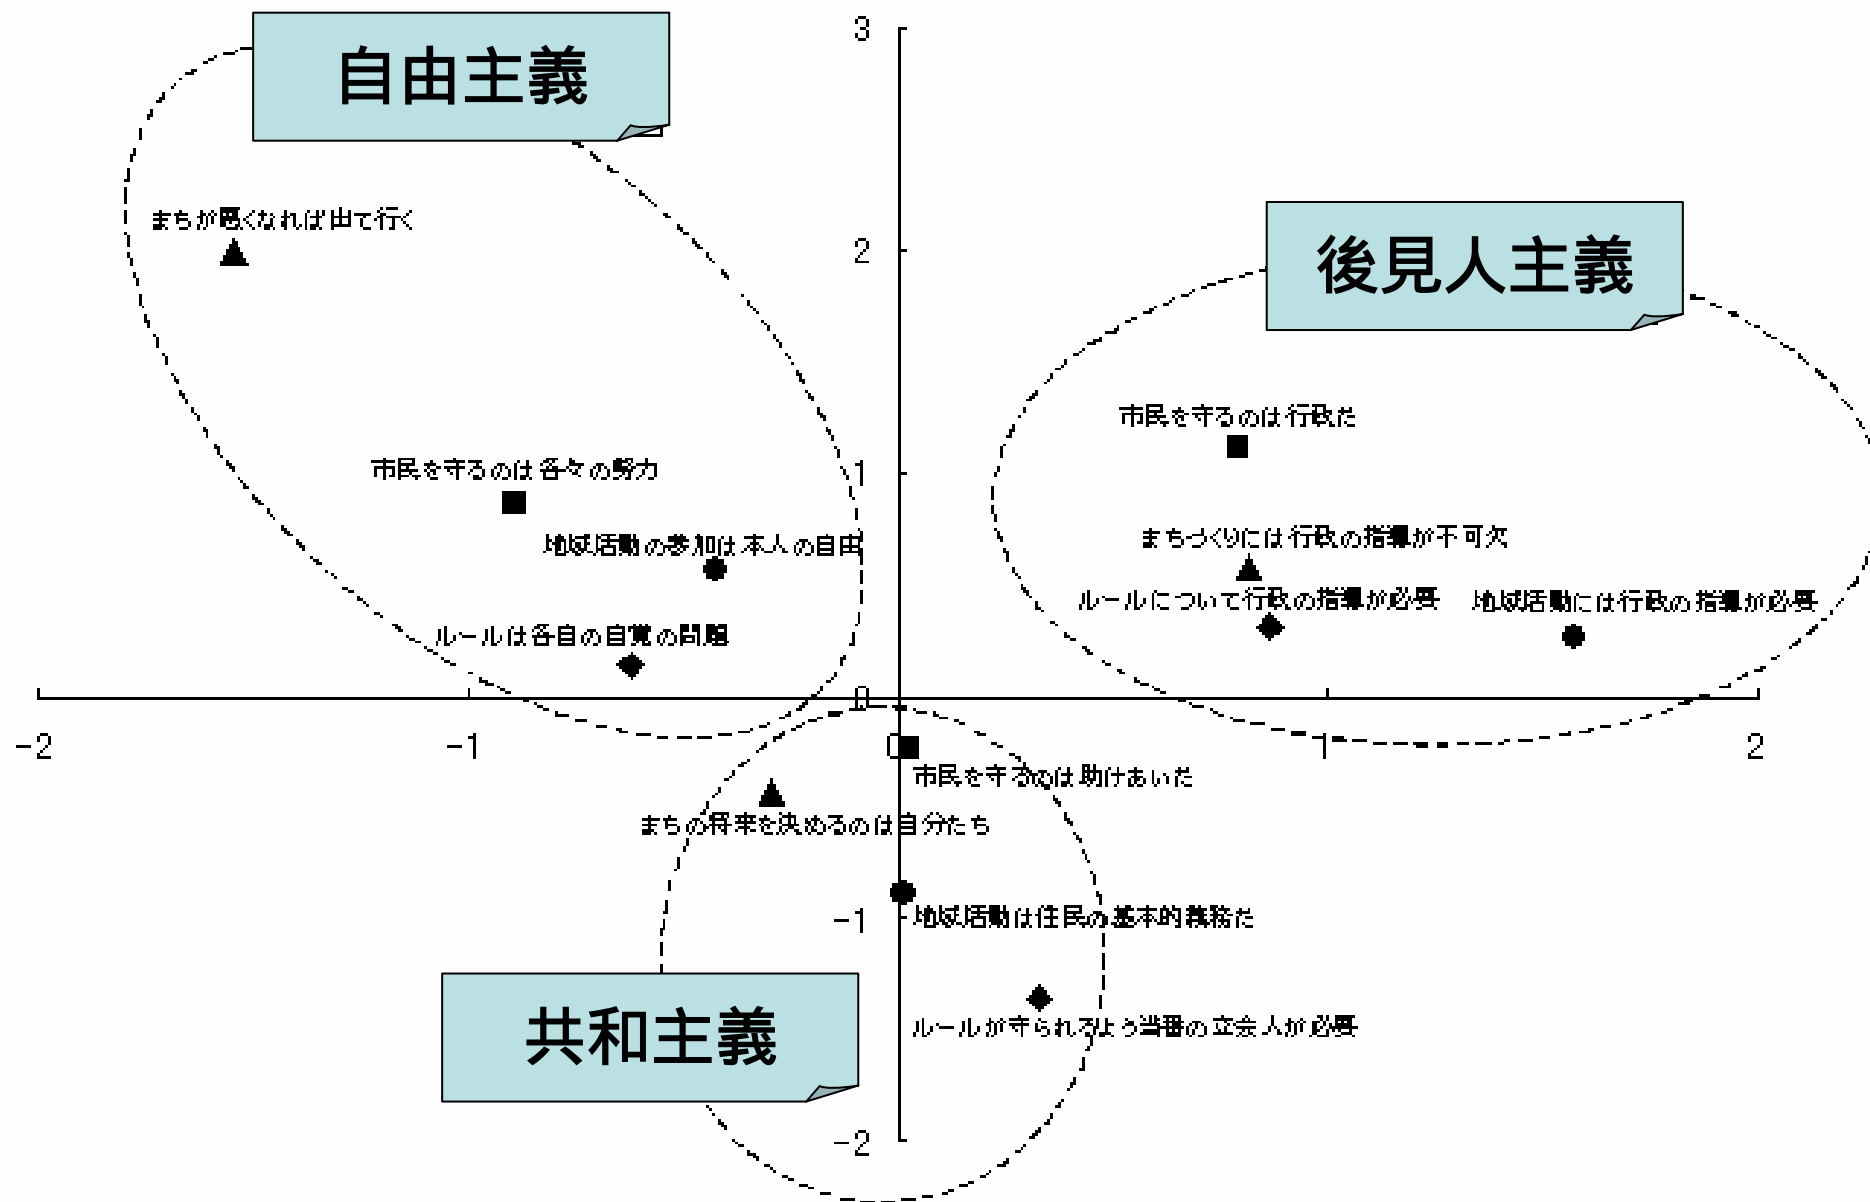 自由主義
3
まちが悪くなれば出て行く
2
後見人主義
市民を守るのは行政だ
市民を守るのは各々の努力
1
まちづくりには行政の指導が不可欠
地域活動の参加は本人の自由
ルールについて行政の指導が必要
地域活動には行政の指導が必要
ルールは各自の自覚の問題
0
-2
-1
0
1
2
市民を守るのは助けあいだ
まちの将来を決めるのは自分たち
-1
地域活動は住民の基本的義務だ
ルールが守られるよう当番の立会人が必要
共和主義
-2